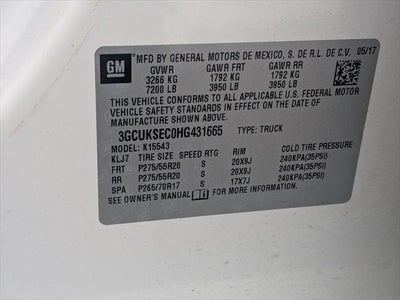 GM
MFD BY GENERAL MOTORS DE MEXICO, S. DE R.L. DE C.V. 05/17
GVWR GAWR FRT GAWR RR
3266 KG 1792 KG 1792 KG
7200 LB 3950 LB 3950 LB
THIS VEHICLE CONFORMS TO ALL APPLICABLE U.S. FEDERAL MOTOR
VEHICLE SAFETY STANDARDS IN EFFECT ON THE DATE OF
MANUFACTURE SHOWN ABOVE.
3GCUKSEC0HG431665 TYPE: TRUCK
MODEL: K15543
KLJ7 TIRE SIZE SPEED RTG RIM COLD TIRE PRESSURE
FRT P275/55R20 S 20X9J 240KPA(35PSI)
RR P275/55R20 S 20X9J 240KPA(35PSI)
SPA P265/70R17 S 17X7J 240KPA(35PSI)
SEE OWNER'S MANUAL FOR MORE INFORMATION.